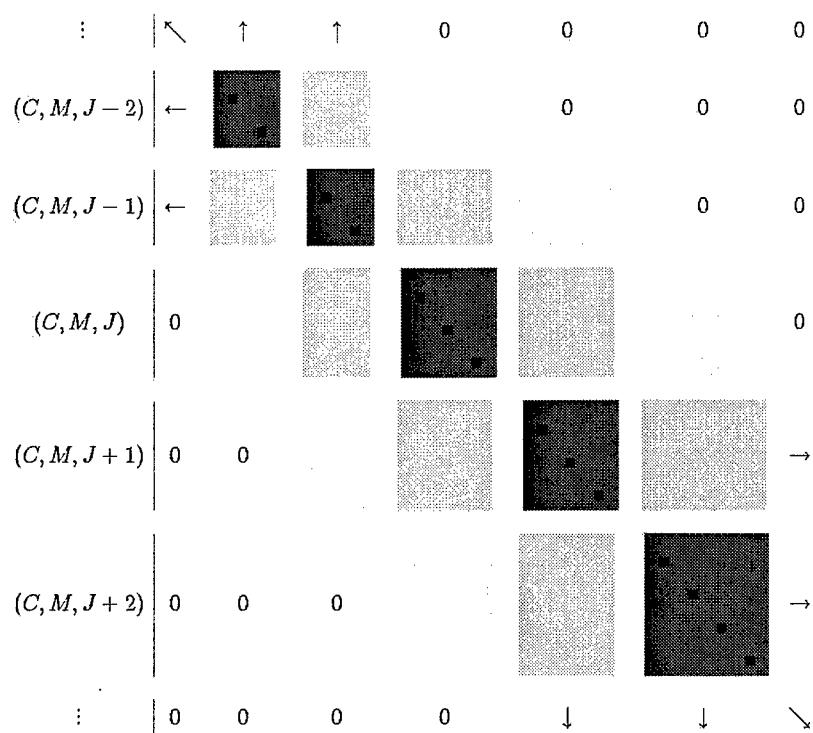 ⋮ ↖ ↑ ↑ 0 0 0 0
(C, M, J − 2) ← 0 0 0
(C, M, J − 1) ← 0 0
(C, M, J) 0 0
(C, M, J + 1) 0 0 →
(C, M, J + 2) 0 0 0 →
⋮ 0 0 0 0 ↓ ↓ ↘